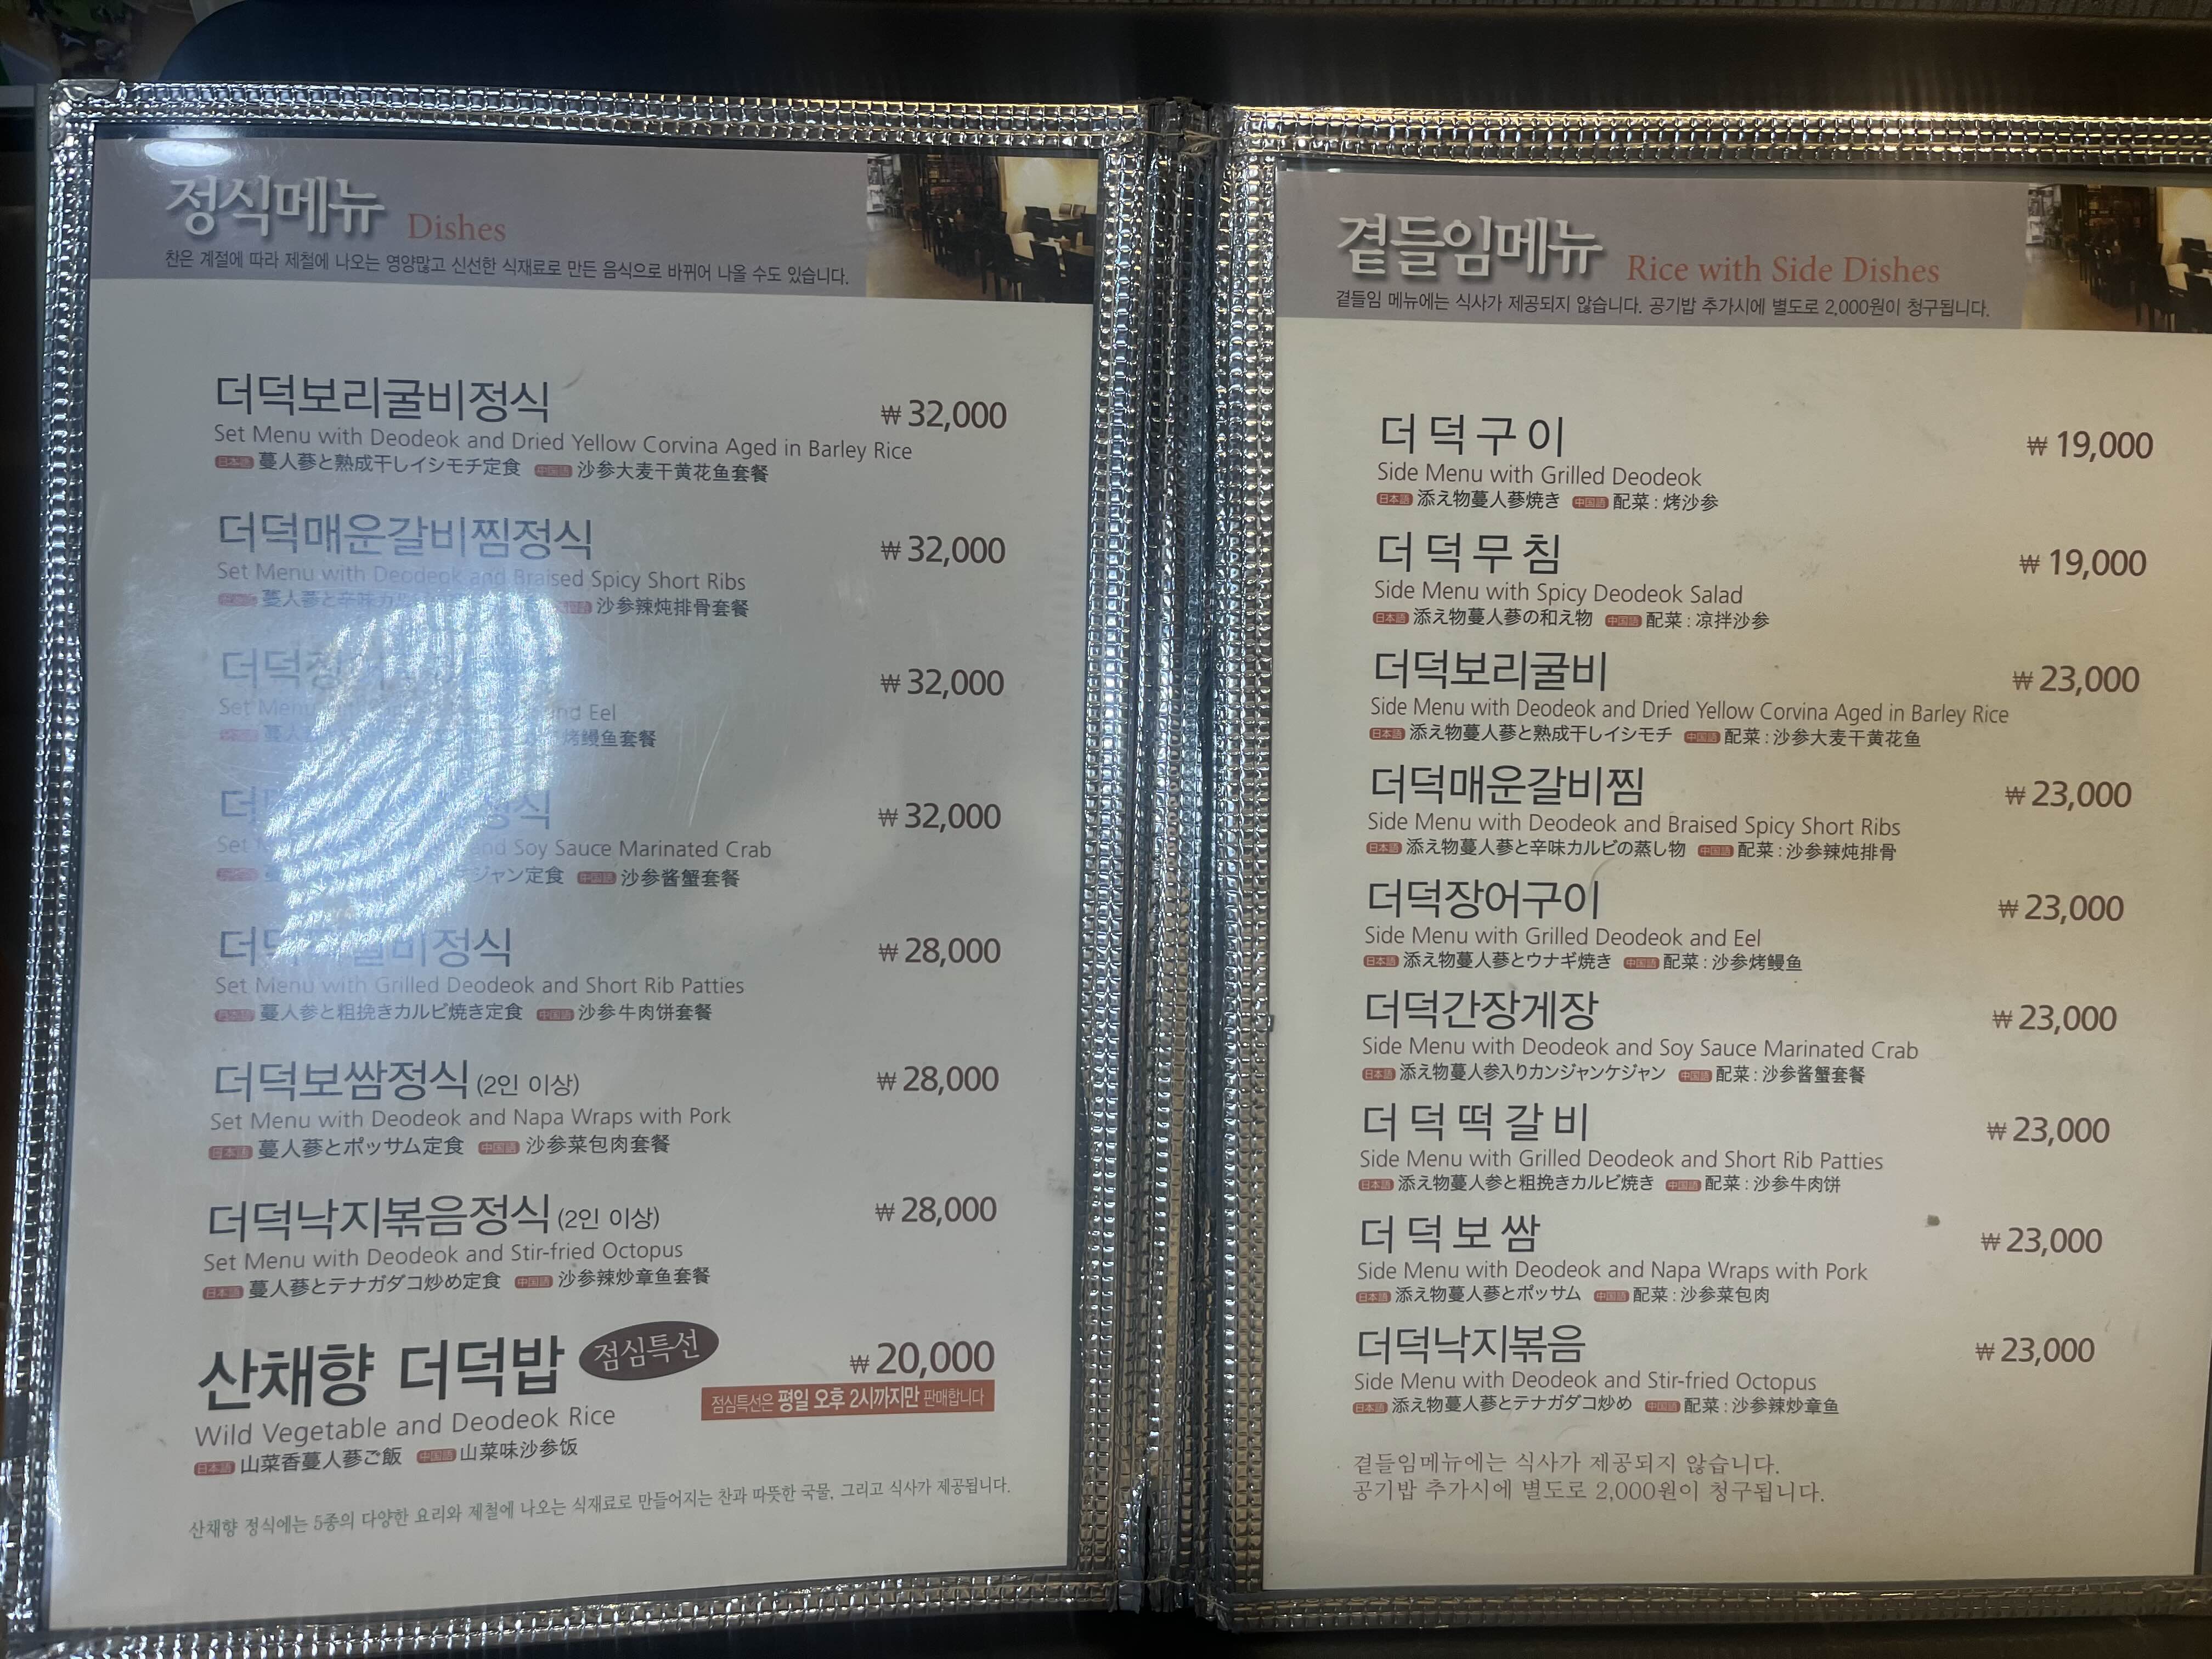 정식메뉴 Dishes
찬은 계절에 따라 제철에 나오는 영양많고 신선한 식재료로 만든 음식으로 바뀌어 나올 수도 있습니다.
더덕보리굴비정식 ₩32,000
Set Menu with Deodeok and Dried Yellow Corvina Aged in Barley Rice
日本語 蔓人蔘と熟成干しイシモチ定食 中国語 沙参大麦干黄花鱼套餐
더덕매운갈비찜정식 ₩32,000
Set Menu with Deodeok and Braised Spicy Short Ribs
蔓人蔘と辛味カ 沙参辣炖排骨套餐
더덕장 ₩32,000
Set Menu and Eel
蔓人 烤鳗鱼套餐
더 정식 ₩32,000
Set and Soy Sauce Marinated Crab
ジャン定食 中国語 沙参酱蟹套餐
더 갈비정식 ₩28,000
Set Menu with Grilled Deodeok and Short Rib Patties
日本語 蔓人参と粗挽きカルビ焼き定食 中国語 沙参牛肉饼套餐
더덕보쌈정식 (2인 이상) ₩28,000
Set Menu with Deodeok and Napa Wraps with Pork
日本語 蔓人蔘とポッサム定食 中国語 沙参菜包肉套餐
더덕낙지볶음정식 (2인 이상) ₩28,000
Set Menu with Deodeok and Stir-fried Octopus
日本語 蔓人蔘とテナガダコ炒め定食 中国語 沙参辣炒章鱼套餐
산채향 더덕밥 점심특선 ₩20,000
점심특선은 평일 오후 2시까지만 판매합니다
Wild Vegetable and Deodeok Rice
日本語 山菜香蔓人蔘ご飯 中国語 山菜味沙参饭
산채향 정식에는 5종의 다양한 요리와 제철에 나오는 식재료로 만들어지는 찬과 따뜻한 국물, 그리고 식사가 제공됩니다.
곁들임메뉴 Rice with Side Dishes
곁들임 메뉴에는 식사가 제공되지 않습니다. 공기밥 추가시에 별도로 2,000원이 청구됩니다.
더덕구이 ₩19,000
Side Menu with Grilled Deodeok
日本語 添え物蔓人蔘焼き 中国語 配菜 : 烤沙参
더덕무침 ₩19,000
Side Menu with Spicy Deodeok Salad
日本語 添え物蔓人蔘の和え物 中国語 配菜 : 凉拌沙参
더덕보리굴비 ₩23,000
Side Menu with Deodeok and Dried Yellow Corvina Aged in Barley Rice
日本語 添え物蔓人蔘と熟成干しイシモチ 中国語 配菜 : 沙参大麦干黄花鱼
더덕매운갈비찜 ₩23,000
Side Menu with Deodeok and Braised Spicy Short Ribs
日本語 添え物蔓人蔘と辛味カルビの蒸し物 中国語 配菜 : 沙参辣炖排骨
더덕장어구이 ₩23,000
Side Menu with Grilled Deodeok and Eel
日本語 添え物蔓人蔘とウナギ焼き 中国語 配菜 : 沙参烤鳗鱼
더덕간장게장 ₩23,000
Side Menu with Deodeok and Soy Sauce Marinated Crab
日本語 添え物蔓人参入りカンジャンケジャン 中国語 配菜 : 沙参酱蟹套餐
더덕떡갈비 ₩23,000
Side Menu with Grilled Deodeok and Short Rib Patties
日本語 添え物蔓人参と粗挽きカルビ焼き 中国語 配菜 : 沙参牛肉饼
더덕보쌈 ₩23,000
Side Menu with Deodeok and Napa Wraps with Pork
日本語 添え物蔓人蔘とポッサム 中国語 配菜 : 沙参菜包肉
더덕낙지볶음 ₩23,000
Side Menu with Deodeok and Stir-fried Octopus
日本語 添え物蔓人蔘とテナガダコ炒め 中国語 配菜 : 沙参辣炒章鱼
곁들임메뉴에는 식사가 제공되지 않습니다.
공기밥 추가시에 별도로 2,000원이 청구됩니다.